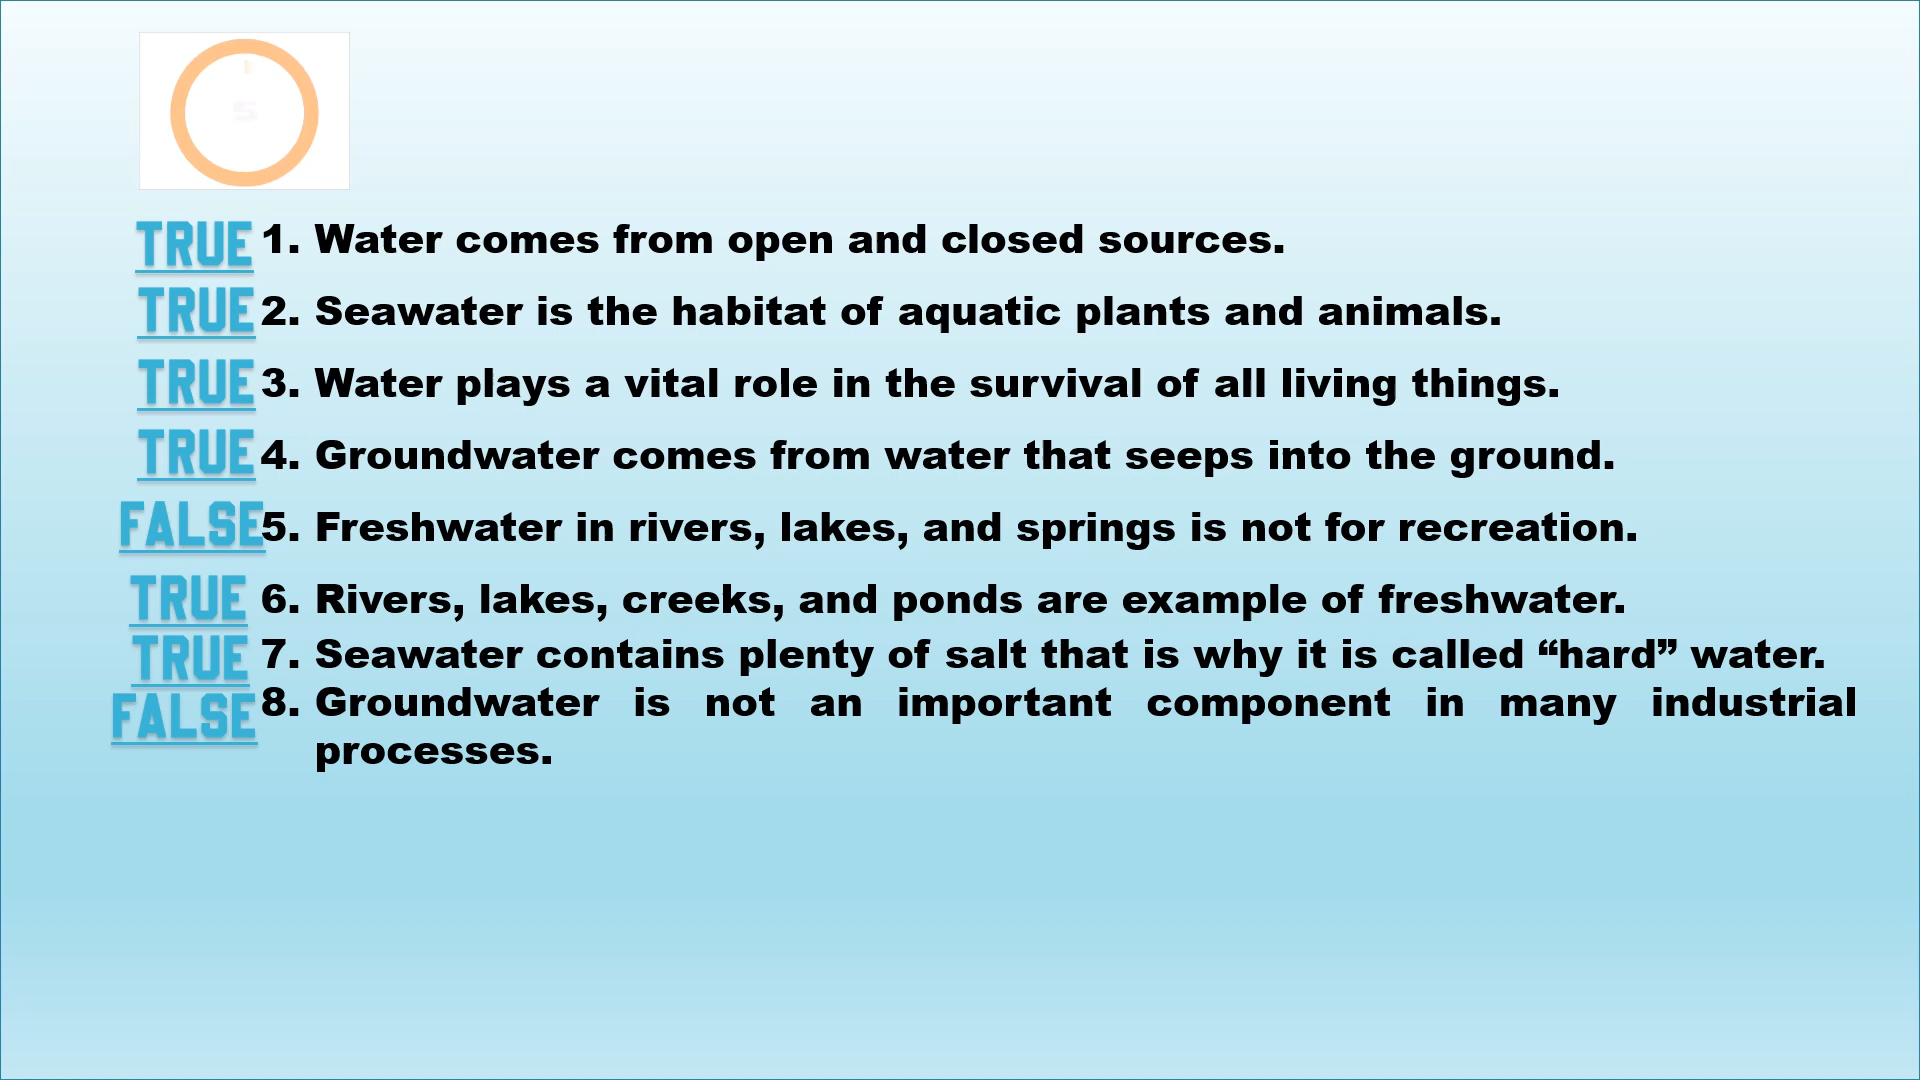 TRUE 1. Water comes from open and closed sources.
TRUE 2. Seawater is the habitat of aquatic plants and animals.
TRUE 3. Water plays a vital role in the survival of all living things.
TRUE 4. Groundwater comes from water that seeps into the ground.
FALSE 5. Freshwater in rivers, lakes, and springs is not for recreation.
TRUE 6. Rivers, lakes, creeks, and ponds are example of freshwater.
TRUE 7. Seawater contains plenty of salt that is why it is called “hard” water.
FALSE 8. Groundwater is not an important component in many industrial
processes.